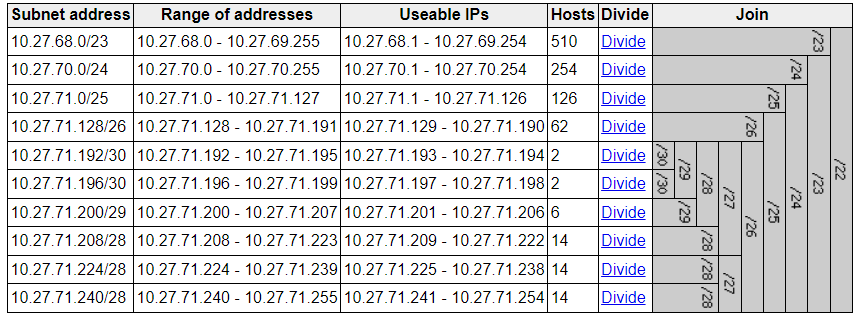 Subnet address Range of addresses Useable IPs Hosts Divide Join
10.27.68.0/23 10.27.68.0 - 10.27.69.255 10.27.68.1 - 10.27.69.254 510 Divide /23
10.27.70.0/24 10.27.70.0 - 10.27.70.255 10.27.70.1 - 10.27.70.254 254 Divide /24
10.27.71.0/25 10.27.71.0 - 10.27.71.127 10.27.71.1 - 10.27.71.126 126 Divide /25
10.27.71.128/26 10.27.71.128 - 10.27.71.191 10.27.71.129 - 10.27.71.190 62 Divide /26
10.27.71.192/30 10.27.71.192 - 10.27.71.195 10.27.71.193 - 10.27.71.194 2 Divide /30 /29 /28 /27 /26 /25 /24 /23 /22
10.27.71.196/30 10.27.71.196 - 10.27.71.199 10.27.71.197 - 10.27.71.198 2 Divide /30
10.27.71.200/29 10.27.71.200 - 10.27.71.207 10.27.71.201 - 10.27.71.206 6 Divide /29
10.27.71.208/28 10.27.71.208 - 10.27.71.223 10.27.71.209 - 10.27.71.222 14 Divide /28
10.27.71.224/28 10.27.71.224 - 10.27.71.239 10.27.71.225 - 10.27.71.238 14 Divide /28 /27
10.27.71.240/28 10.27.71.240 - 10.27.71.255 10.27.71.241 - 10.27.71.254 14 Divide /28